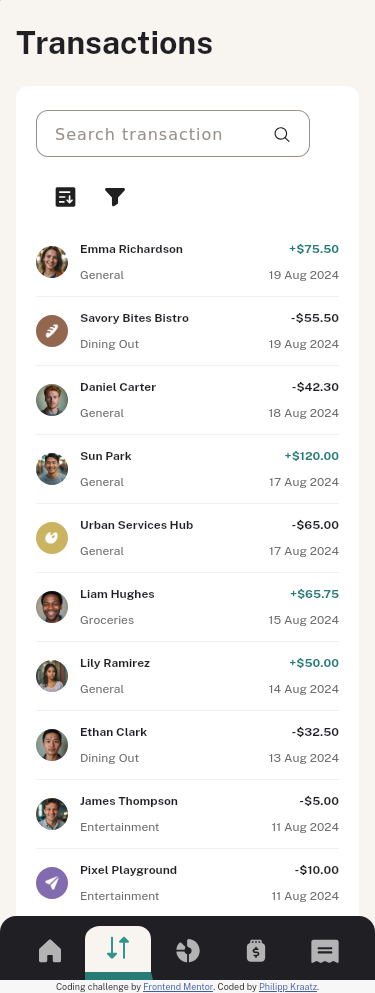 Transactions
Search transaction
Emma Richardson +$75.50
General 19 Aug 2024
Savory Bites Bistro -$55.50
Dining Out 19 Aug 2024
Daniel Carter -$42.30
General 18 Aug 2024
Sun Park +$120.00
General 17 Aug 2024
Urban Services Hub -$65.00
General 17 Aug 2024
Liam Hughes +$65.75
Groceries 15 Aug 2024
Lily Ramirez +$50.00
General 14 Aug 2024
Ethan Clark -$32.50
Dining Out 13 Aug 2024
James Thompson -$5.00
Entertainment 11 Aug 2024
Pixel Playground -$10.00
Entertainment 11 Aug 2024
Coding challenge by Frontend Mentor. Coded by Philipp Kraatz.